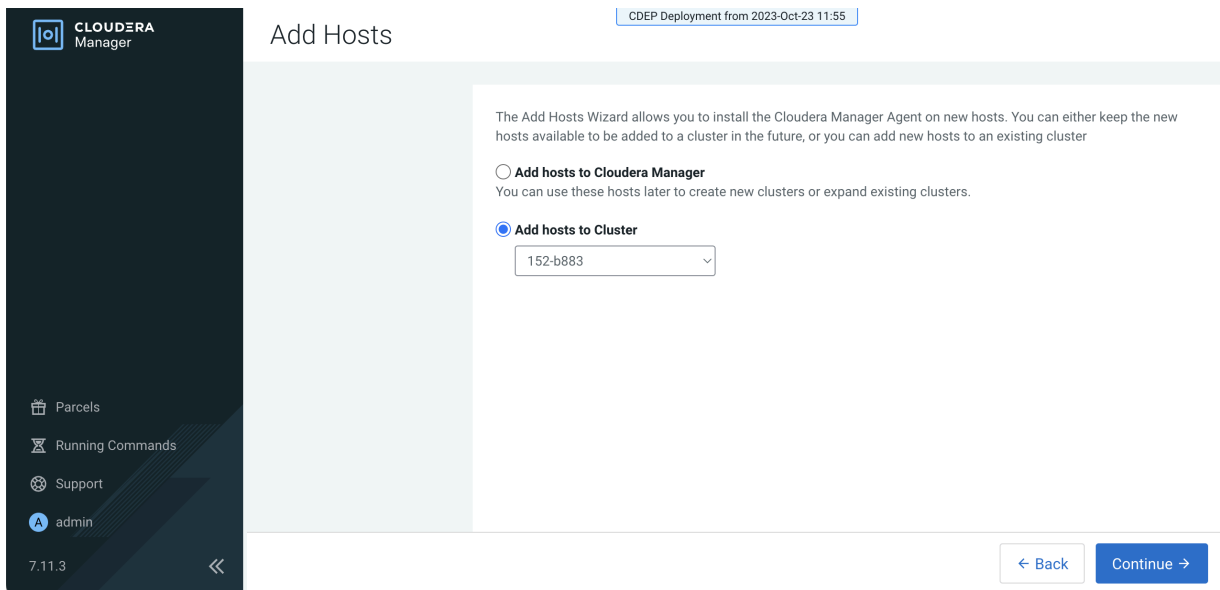 CLOUDERA
Manager
Add Hosts
CDEP Deployment from 2023-Oct-23 11:55
The Add Hosts Wizard allows you to install the Cloudera Manager Agent on new hosts. You can either keep the new
hosts available to be added to a cluster in the future, or you can add new hosts to an existing cluster
Add hosts to Cloudera Manager
You can use these hosts later to create new clusters or expand existing clusters.
Add hosts to Cluster
152-b883
Parcels
Running Commands
Support
A admin
7.11.3
← Back
Continue →